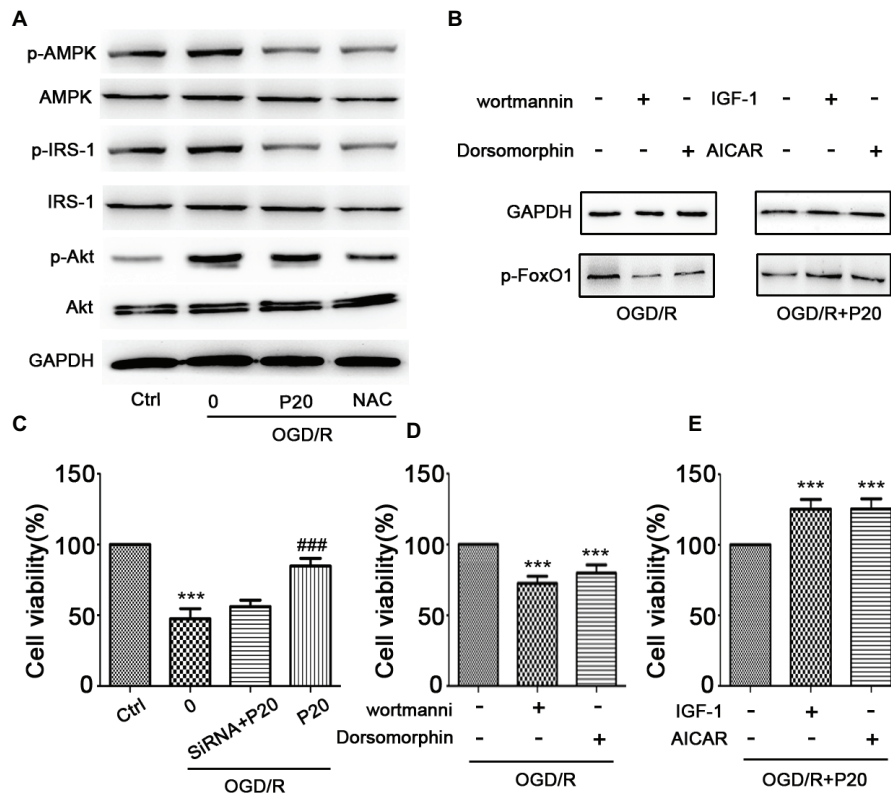 A
p-AMPK
AMPK
p-IRS-1
IRS-1
p-Akt
Akt
GAPDH
Ctrl 0 P20 NAC
OGD/R
B
wortmannin - + - IGF-1 - + -
Dorsomorphin - - + AICAR - - +
GAPDH
p-FoxO1
OGD/R OGD/R+P20
C
Cell viability(%)
150
100
50
0
***
###
Ctrl 0 SiRNA+P20 P20
OGD/R
D
Cell viability(%)
150
100
50
0
***
***
wortmanni - + -
Dorsomorphin - - +
OGD/R
E
Cell viability(%)
150
100
50
0
*** ***
IGF-1 - + -
AICAR - - +
OGD/R+P20